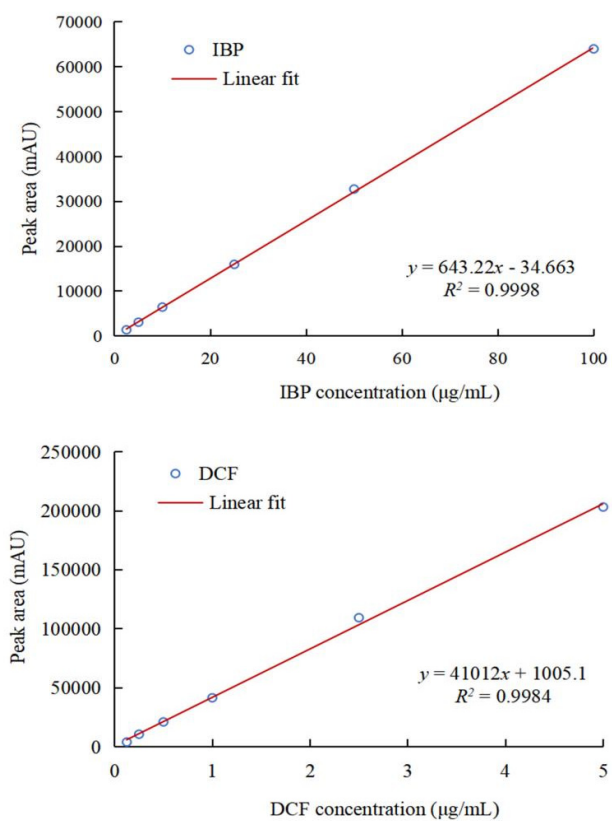 70000
60000
50000
40000
30000
20000
10000
0
Peak area (mAU)
IBP
Linear fit
y = 643.22x - 34.663
R² = 0.9998
0 20 40 60 80 100
IBP concentration (μg/mL)
250000
200000
150000
100000
50000
0
Peak area (mAU)
DCF
Linear fit
y = 41012x + 1005.1
R² = 0.9984
0 1 2 3 4 5
DCF concentration (μg/mL)